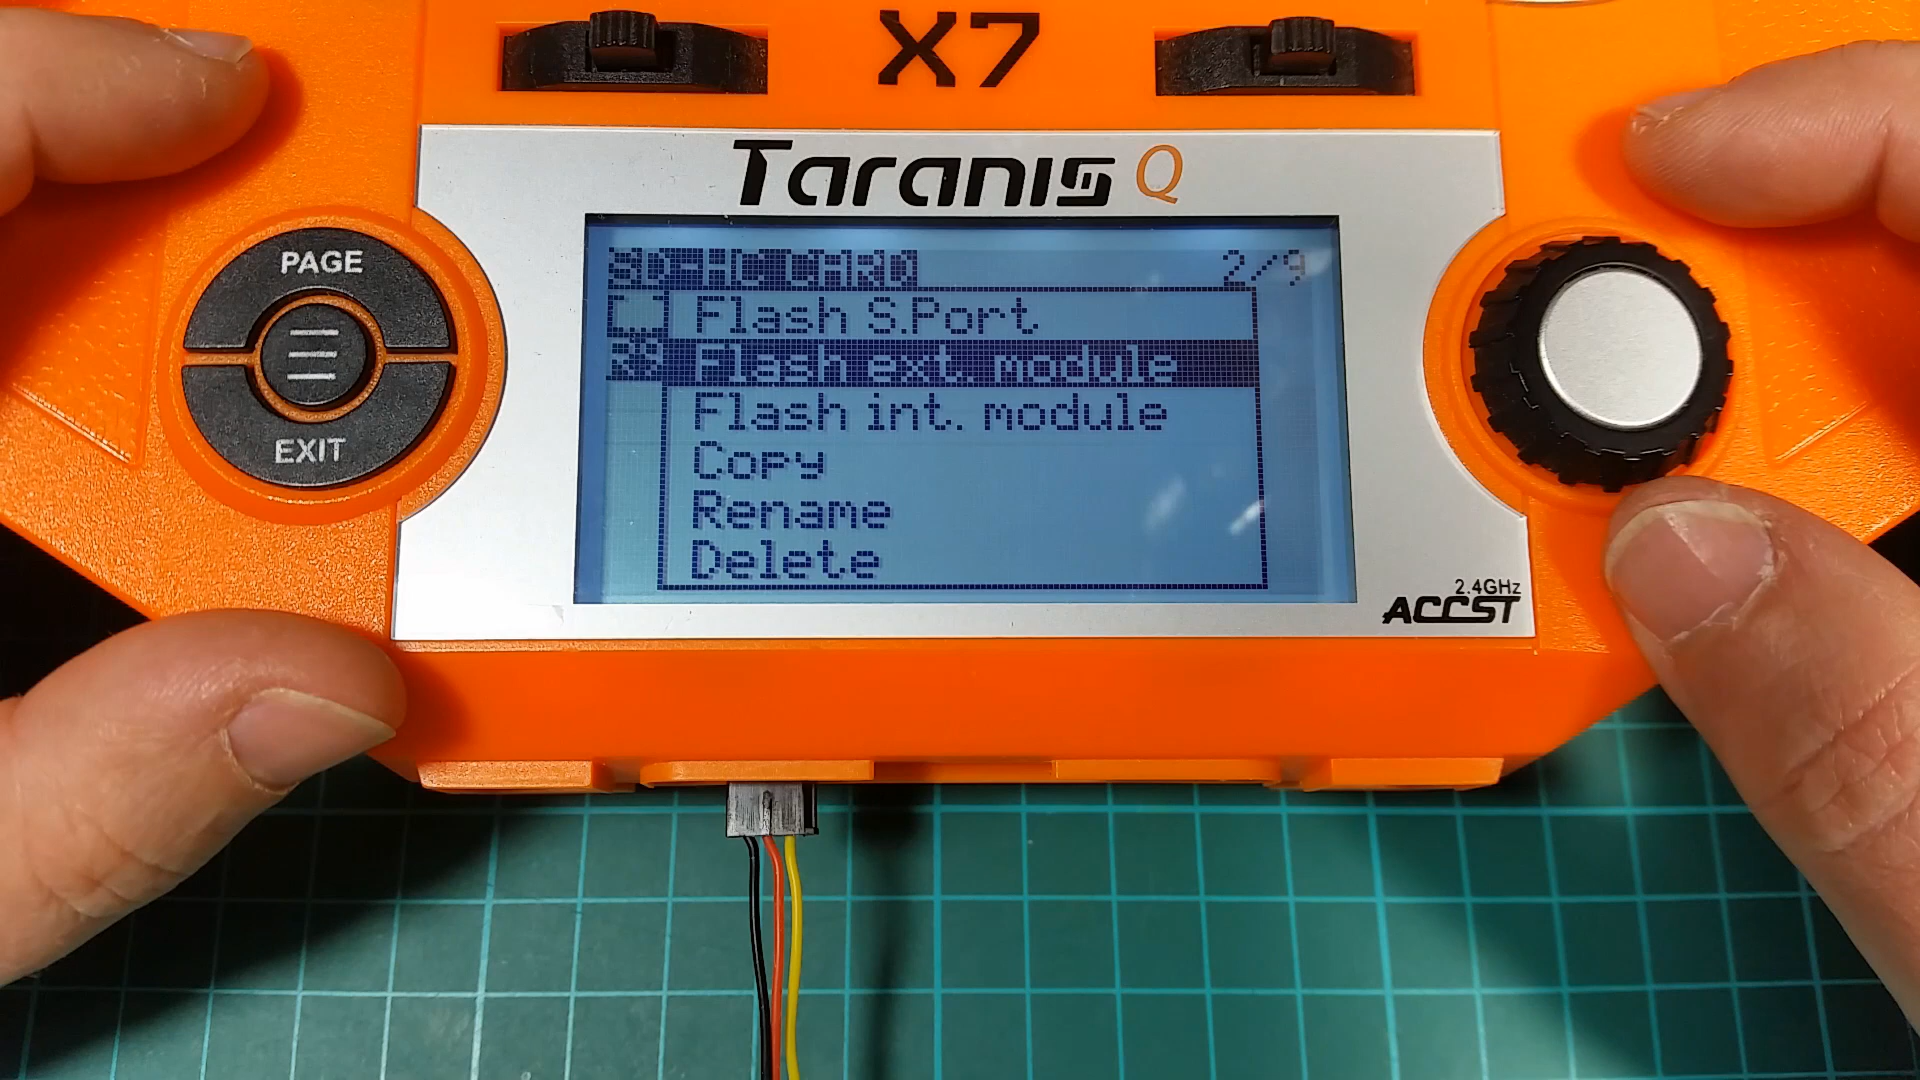 X7
Taranis Q
PAGE
EXIT
SD-HC CARD 2/9
Flash S.Port
Flash ext. module
Flash int. module
Copy
Rename
Delete
2.4GHz
ACCST